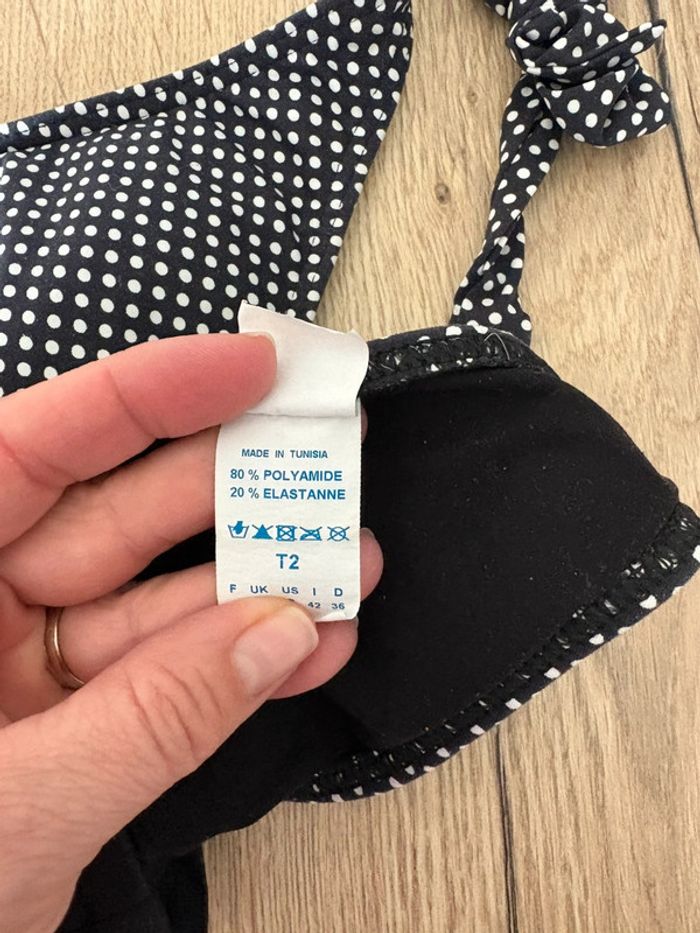 MADE IN TUNISIA
80 % POLYAMIDE
20 % ELASTANNE
T2
F UK US I D
42 36